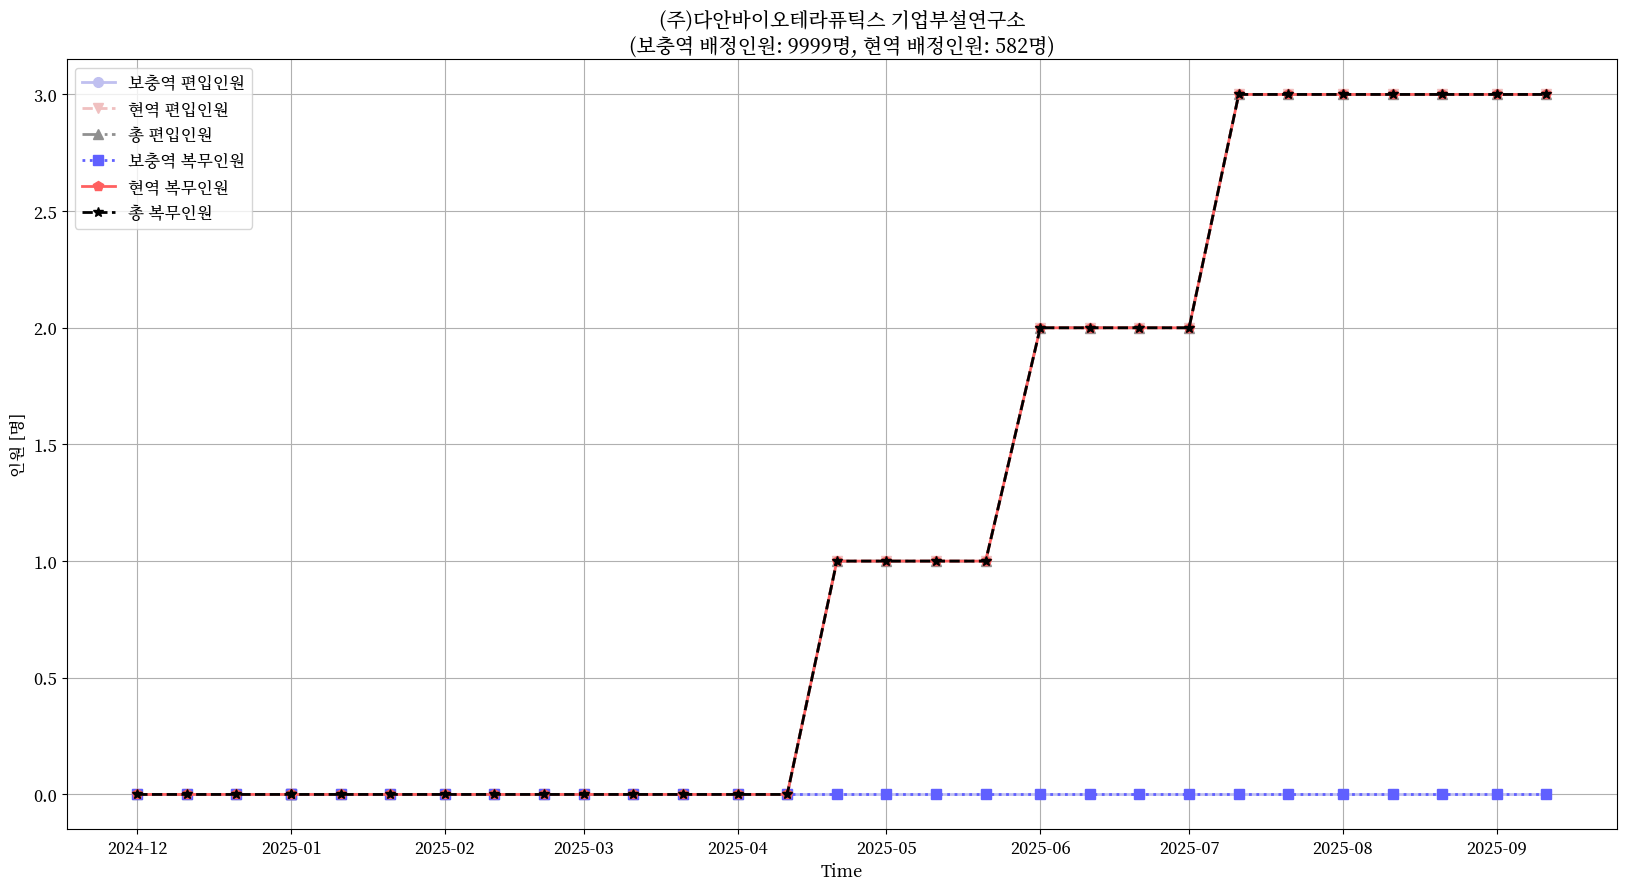 (주)다안바이오테라퓨틱스 기업부설연구소
(보충역 배정인원: 9999명, 현역 배정인원: 582명)
보충역 편입인원
현역 편입인원
총 편입인원
보충역 복무인원
현역 복무인원
총 복무인원
3.0
2.5
2.0
1.5
1.0
0.5
0.0
인원 [명]
2024-12 2025-01 2025-02 2025-03 2025-04 2025-05 2025-06 2025-07 2025-08 2025-09
Time